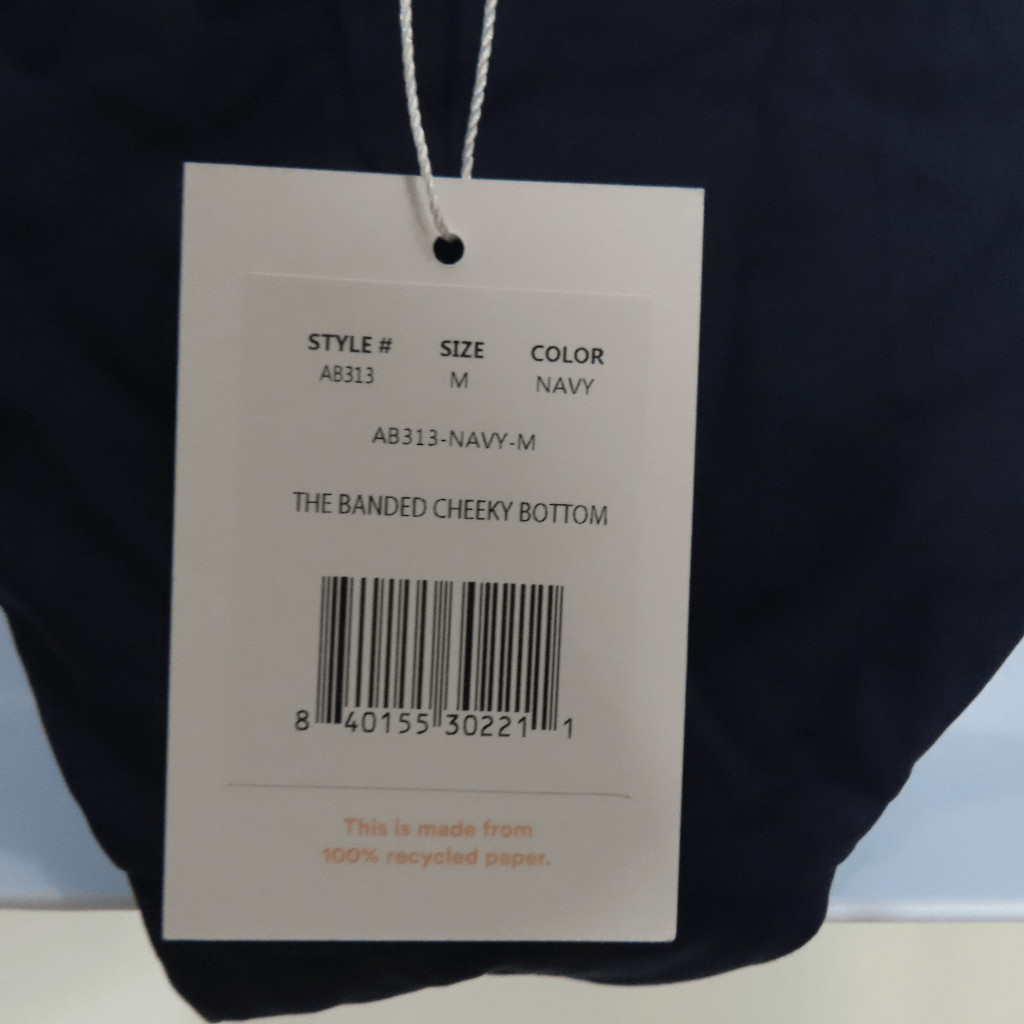 STYLE # SIZE COLOR
AB313 M NAVY
AB313-NAVY-M
THE BANDED CHEEKY BOTTOM
8 40155 30221 1
This is made from
100% recycled paper.